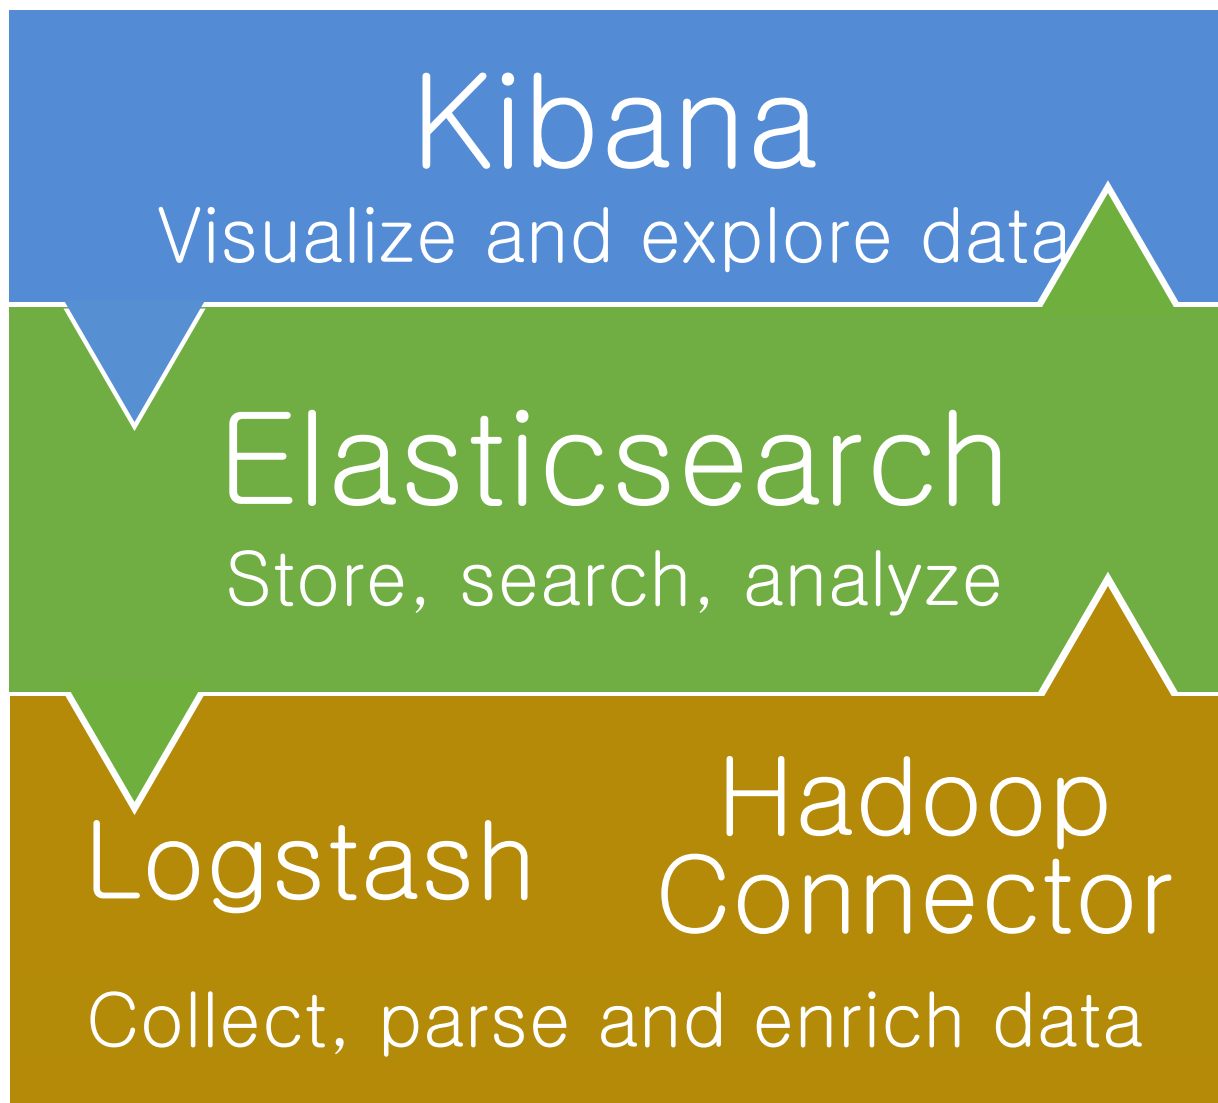 Kibana
Visualize and explore data
Elasticsearch
Store, search, analyze
Logstash
Hadoop
Connector
Collect, parse and enrich data